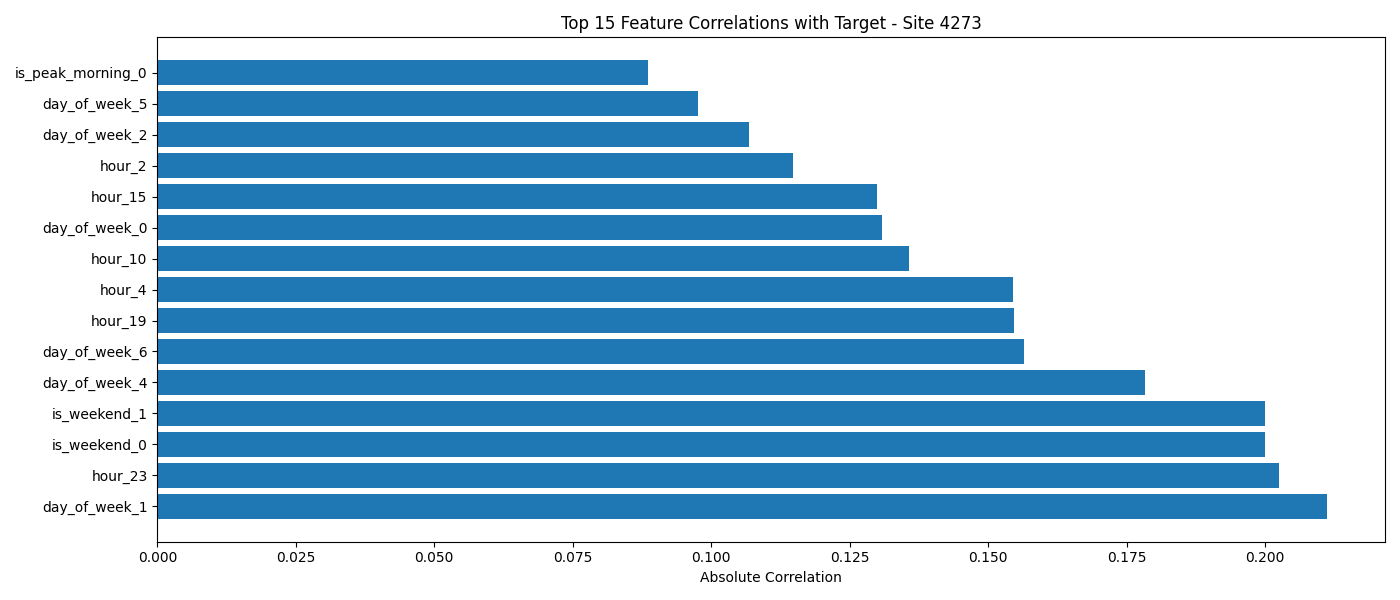 Top 15 Feature Correlations with Target - Site 4273
is_peak_morning_0
day_of_week_5
day_of_week_2
hour_2
hour_15
day_of_week_0
hour_10
hour_4
hour_19
day_of_week_6
day_of_week_4
is_weekend_1
is_weekend_0
hour_23
day_of_week_1
0.000 0.025 0.050 0.075 0.100 0.125 0.150 0.175 0.200
Absolute Correlation